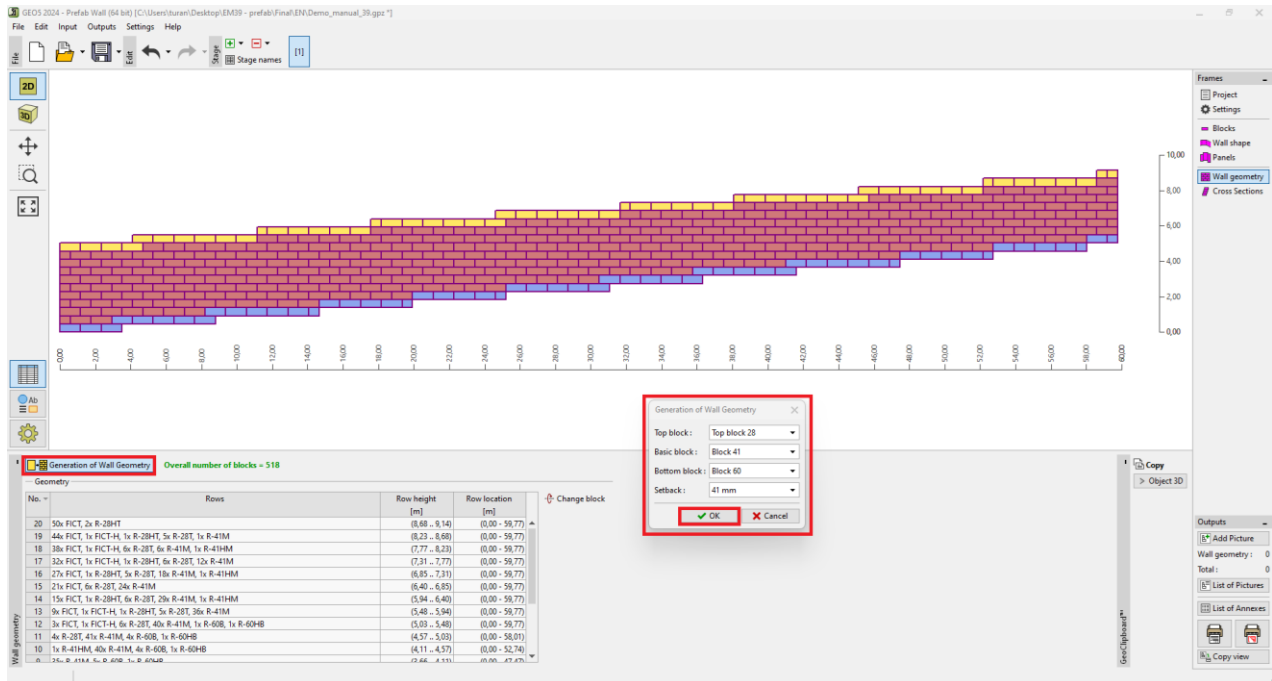 GEO5 2024 - Prefab Wall (64 bit) [C:\Users\turan\Desktop\EM39 - prefab\Final\EN\Demo_manual_39.gpz *]
File Edit Input Outputs Settings Help
File
Edit
Stage
Stage names
[1]
2D
3D
10,00
8,00
6,00
4,00
2,00
0,00
0,00 2,00 4,00 6,00 8,00 10,00 12,00 14,00 16,00 18,00 20,00 22,00 24,00 26,00 28,00 30,00 32,00 34,00 36,00 38,00 40,00 42,00 44,00 46,00 48,00 50,00 52,00 54,00 56,00 58,00 60,00
Frames
Project
Settings
Blocks
Wall shape
Panels
Wall geometry
Cross Sections
Ab
Generation of Wall Geometry
Top block : Top block 28
Basic block : Block 41
Bottom block : Block 60
Setback : 41 mm
OK Cancel
Generation of Wall Geometry Overall number of blocks = 518
Geometry
No. Rows Row height Row location
[m] [m]
Change block
20 50x FICT, 2x R-28HT (8,68 .. 9,14) (0,00 - 59,77)
19 44x FICT, 1x FICT-H, 1x R-28HT, 5x R-28T, 1x R-41M (8,23 .. 8,68) (0,00 - 59,77)
18 38x FICT, 1x FICT-H, 6x R-28T, 6x R-41M, 1x R-41HM (7,77 .. 8,23) (0,00 - 59,77)
17 32x FICT, 1x FICT-H, 1x R-28HT, 6x R-28T, 12x R-41M (7,31 .. 7,77) (0,00 - 59,77)
16 27x FICT, 1x R-28HT, 5x R-28T, 18x R-41M, 1x R-41HM (6,85 .. 7,31) (0,00 - 59,77)
15 21x FICT, 6x R-28T, 24x R-41M (6,40 .. 6,85) (0,00 - 59,77)
14 15x FICT, 1x R-28HT, 6x R-28T, 29x R-41M, 1x R-41HM (5,94 .. 6,40) (0,00 - 59,77)
13 9x FICT, 1x FICT-H, 1x R-28HT, 5x R-28T, 36x R-41M (5,48 .. 5,94) (0,00 - 59,77)
12 3x FICT, 1x FICT-H, 6x R-28T, 40x R-41M, 1x R-60B, 1x R-60HB (5,03 .. 5,48) (0,00 - 59,77)
11 4x R-28T, 41x R-41M, 4x R-60B, 1x R-60HB (4,57 .. 5,03) (0,00 - 58,01)
10 1x R-41HM, 40x R-41M, 4x R-60B, 1x R-60HB (4,11 .. 4,57) (0,00 - 52,74)
Wall geometry
GeoClipboard™
Copy
> Object 3D
Outputs
Add Picture
Wall geometry : 0
Total : 0
List of Pictures
List of Annexes
Copy view